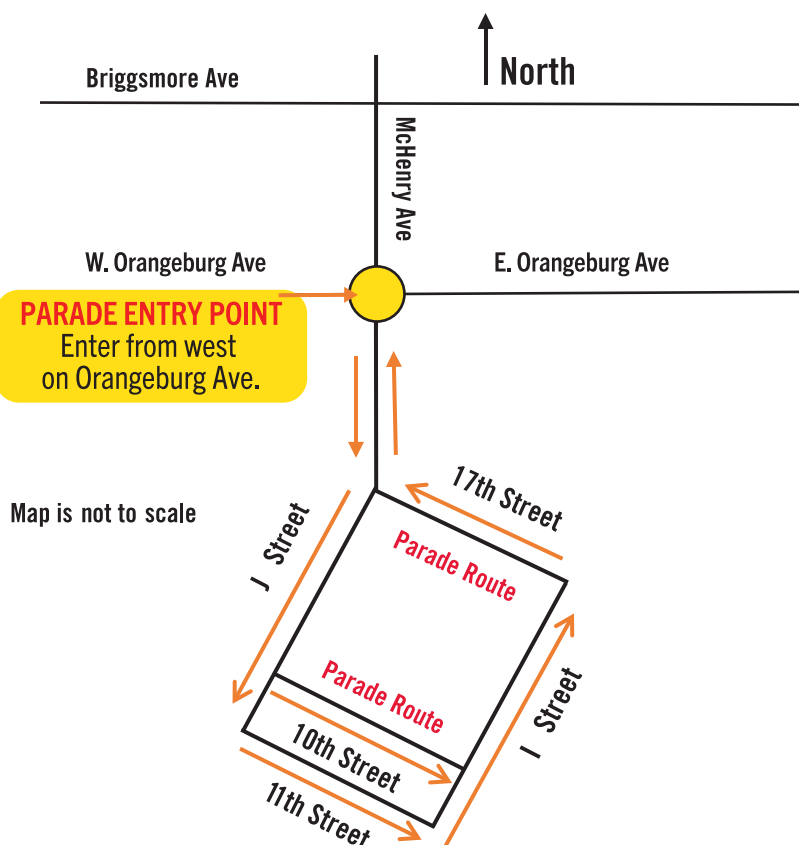 North
Briggsmore Ave
McHenry Ave
W. Orangeburg Ave
E. Orangeburg Ave
PARADE ENTRY POINT
Enter from west
on Orangeburg Ave.
17th Street
Map is not to scale
J Street
Parade Route
Parade Route
I Street
10th Street
11th Street